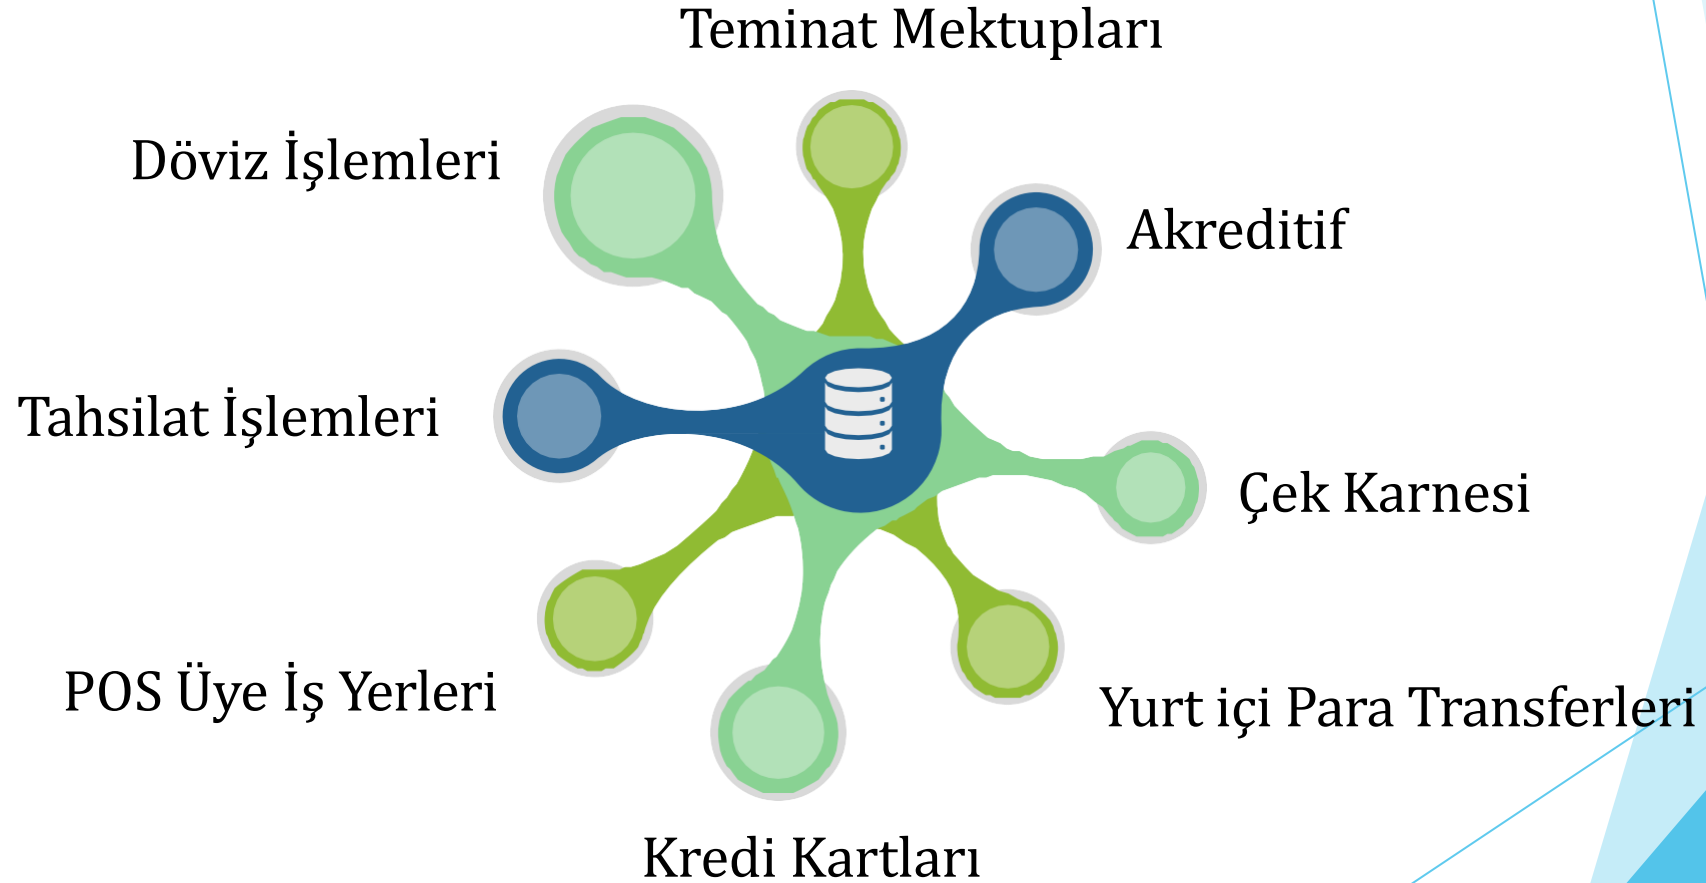 Teminat Mektupları
Döviz İşlemleri
Akreditif
Tahsilat İşlemleri
Çek Karnesi
POS Üye İş Yerleri
Yurt içi Para Transferleri
Kredi Kartları